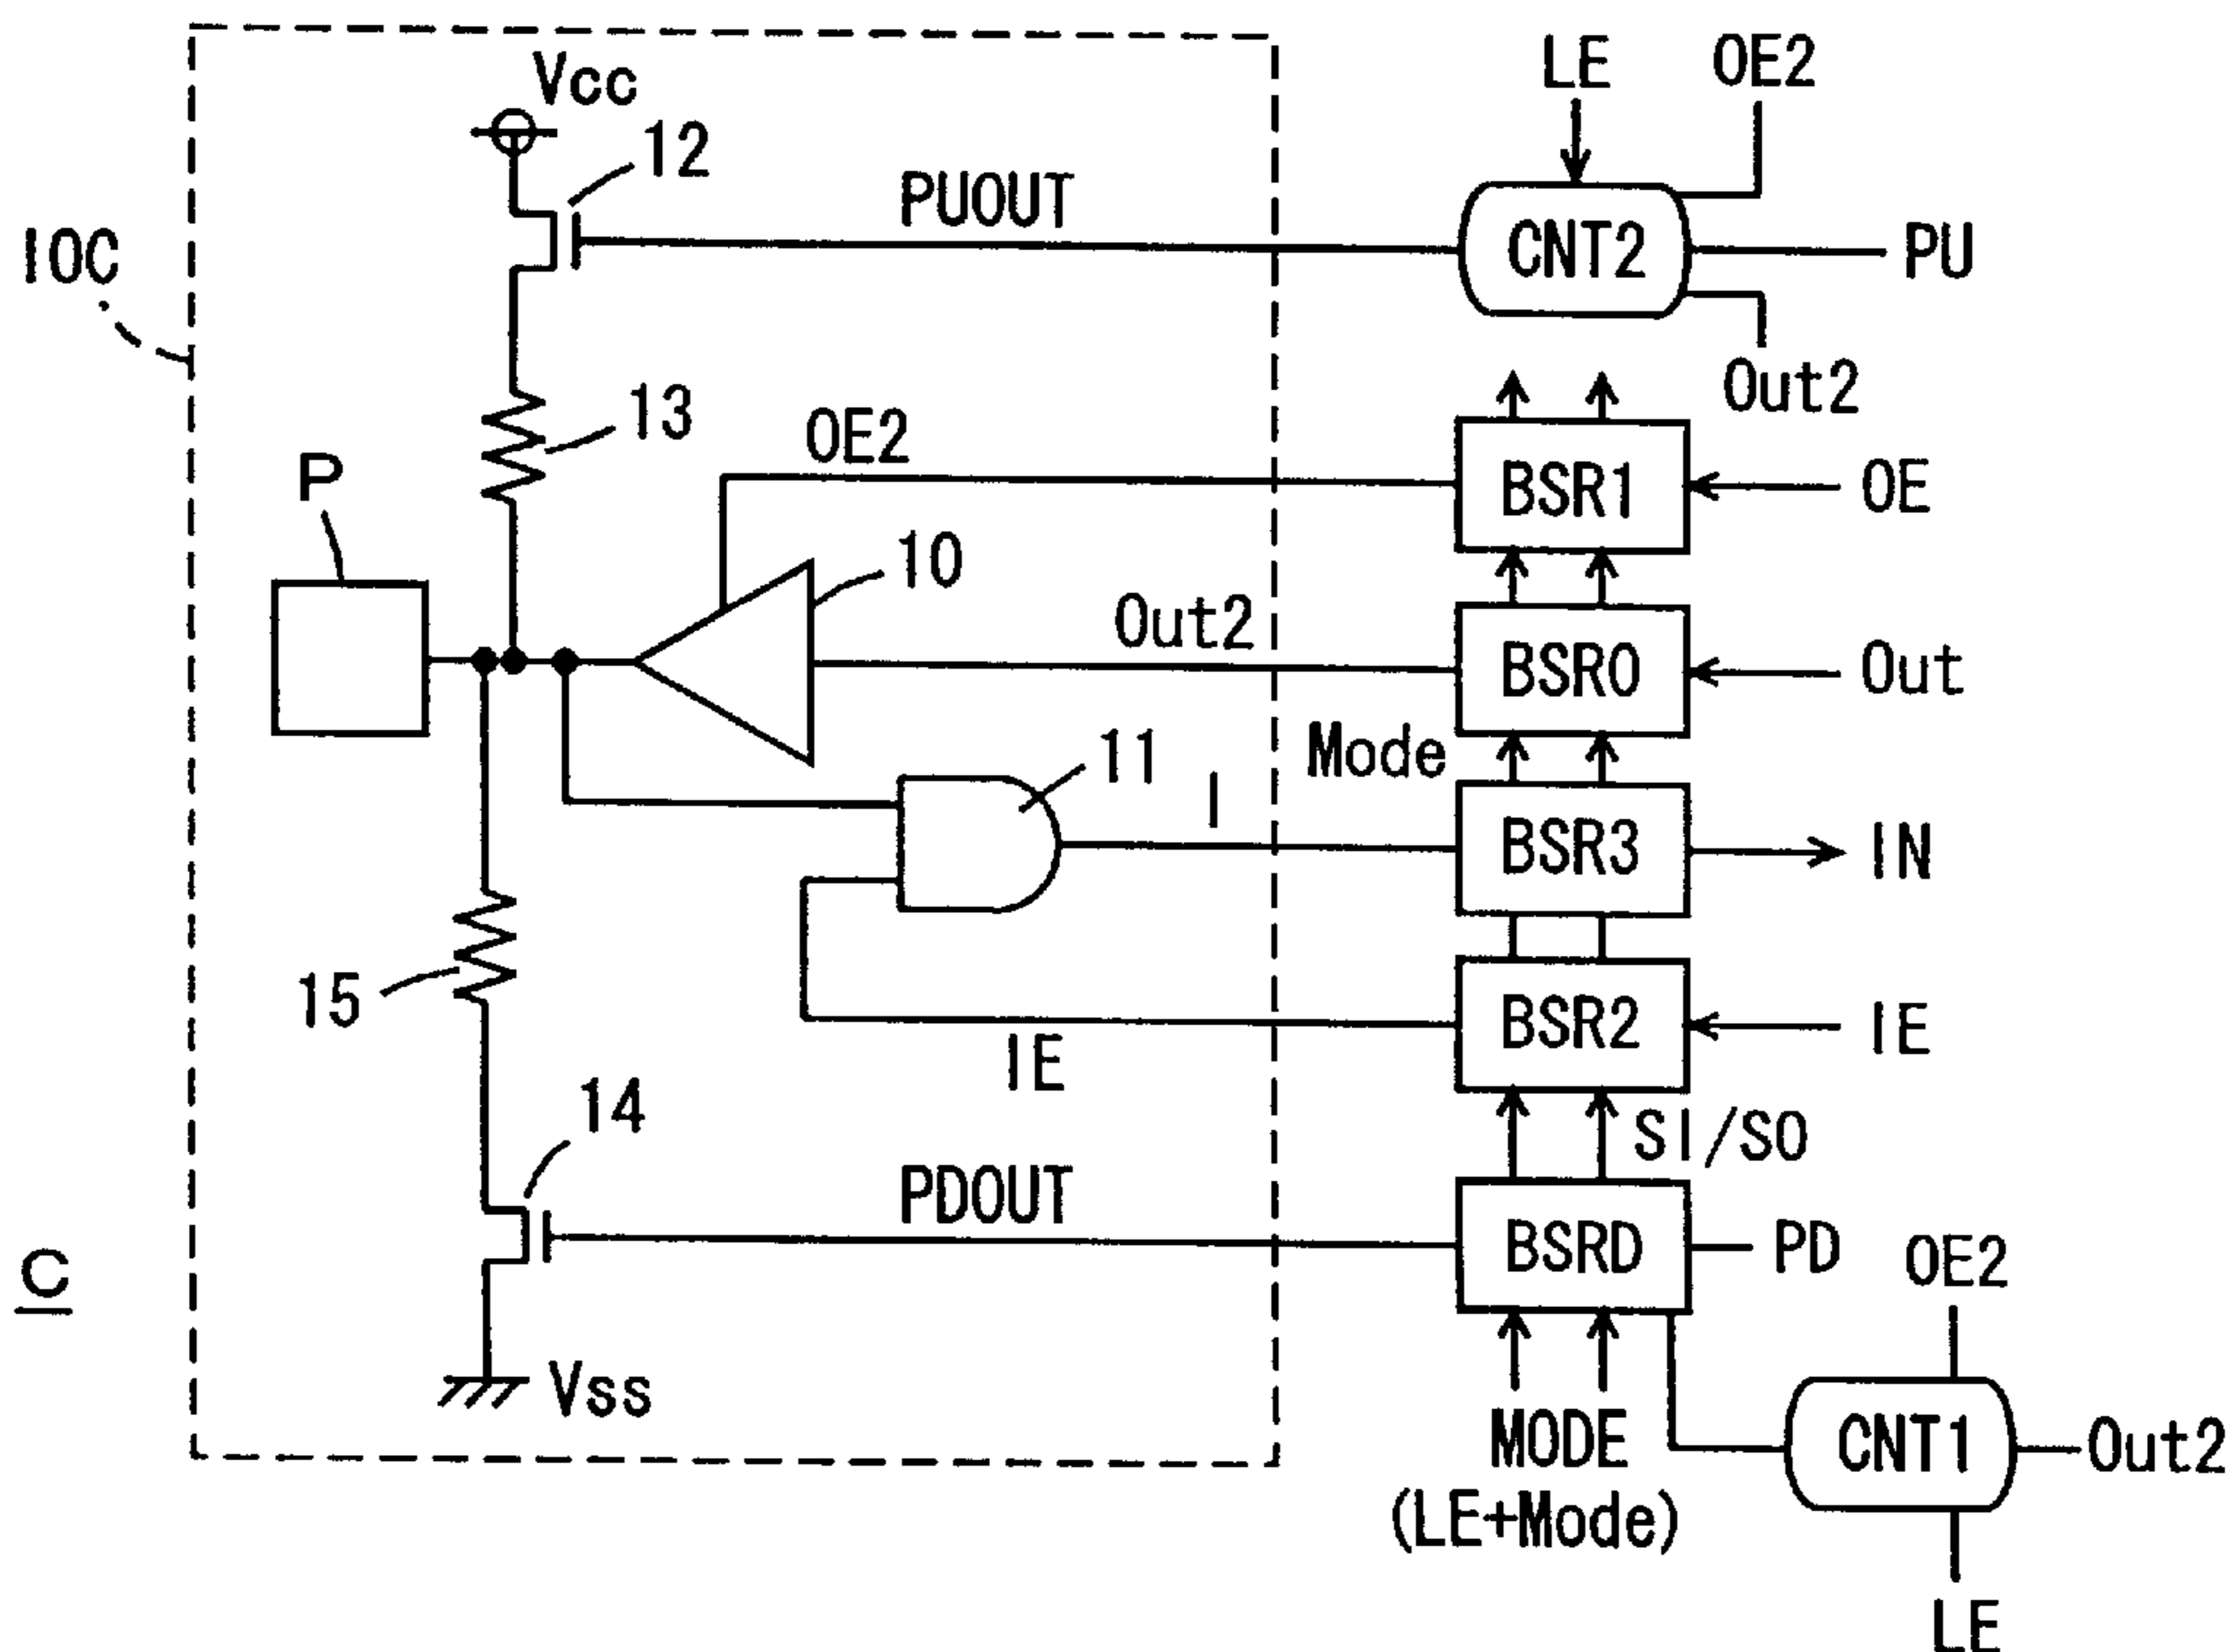 LE
OE2
Vcc
12
PUOUT
CNT2
PU
IOC
Out2
13
OE2
P
BSR1
OE
10
Out2
BSR0
Out
Mode
11
I
BSR3
IN
15
BSR2
IE
IE
14
SI/SO
PDOUT
BSRD
PD
OE2
C
Vss
MODE
(LE+Mode)
CNT1
Out2
LE